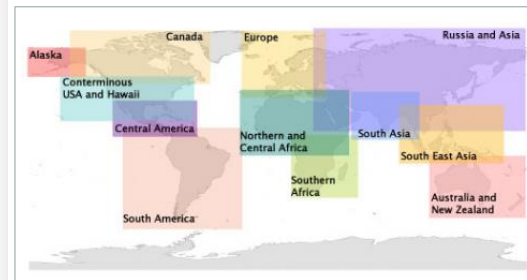 Canada
Europe
Russia and Asia
Alaska
Conterminous
USA and Hawaii
Central America
Northern and
Central Africa
South Asia
South East Asia
Southern
Africa
Australia and
New Zealand
South America